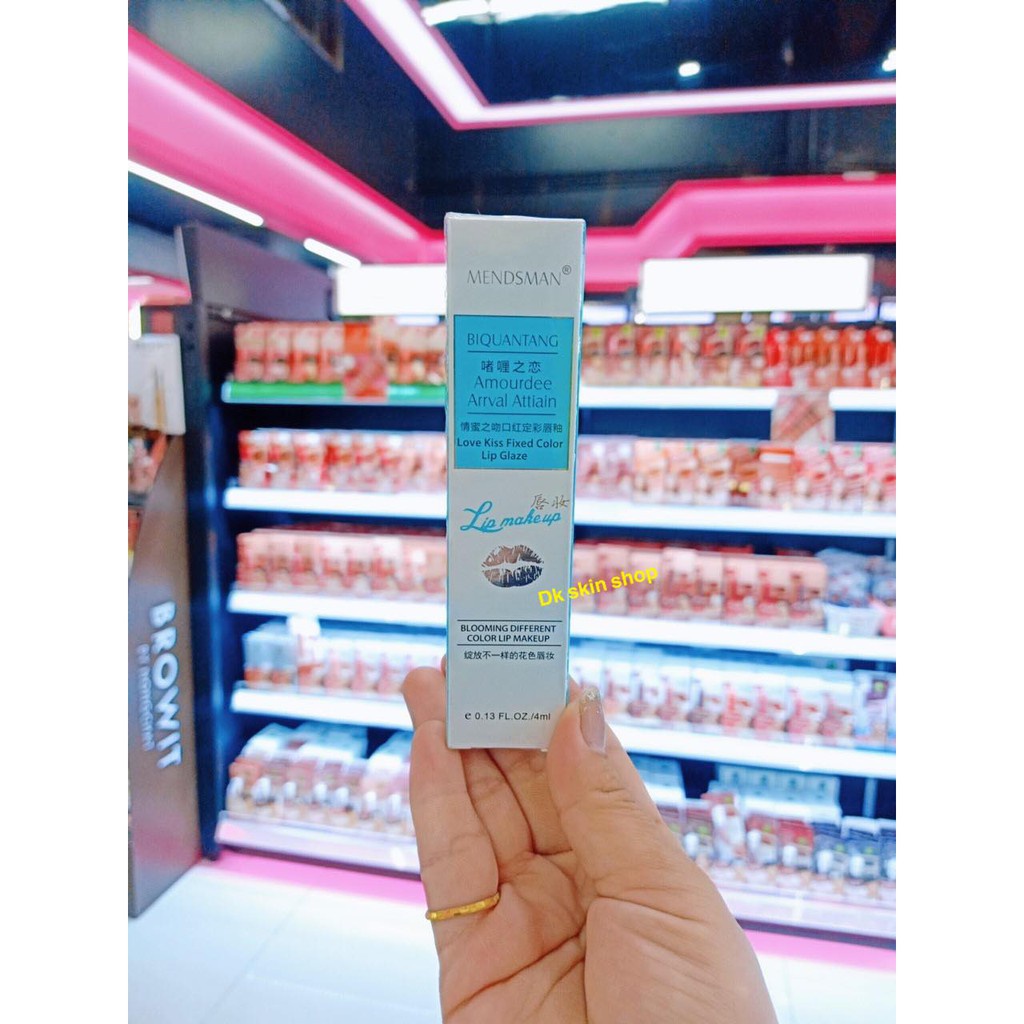 MENDSMAN®
BIQUANTANG
啫喱之恋
Amourdee
Arrval Attiain
情蜜之吻口红定彩唇釉
Love Kiss Fixed Color
Lip Glaze
唇妆
Lip make up
Dk skin shop
BLOOMING DIFFERENT
COLOR LIP MAKEUP
绽放不一样的花色唇妆
e 0.13 FL.OZ./4ml
BROWIT
BY NONGCHAT